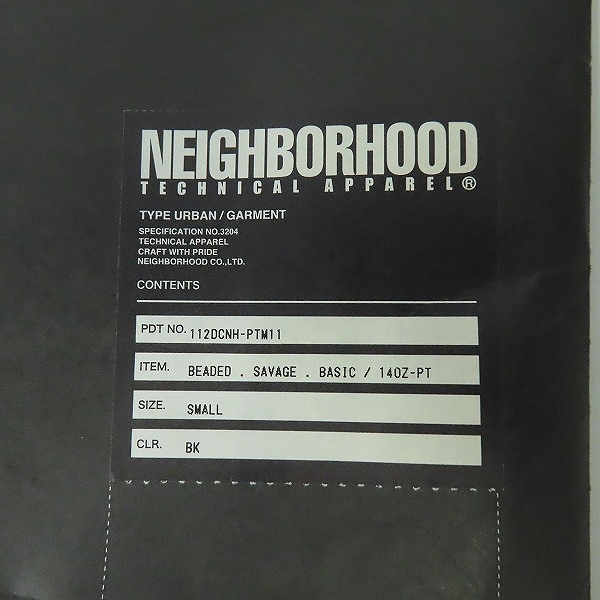 NEIGHBORHOOD
TECHNICAL APPAREL®
TYPE URBAN / GARMENT
SPECIFICATION NO.3204
TECHNICAL APPAREL
CRAFT WITH PRIDE
NEIGHBORHOOD CO.,LTD.
CONTENTS
PDT NO. 112DCNH-PTM11
ITEM. BEADED . SAVAGE . BASIC / 14OZ-PT
SIZE. SMALL
CLR. BK